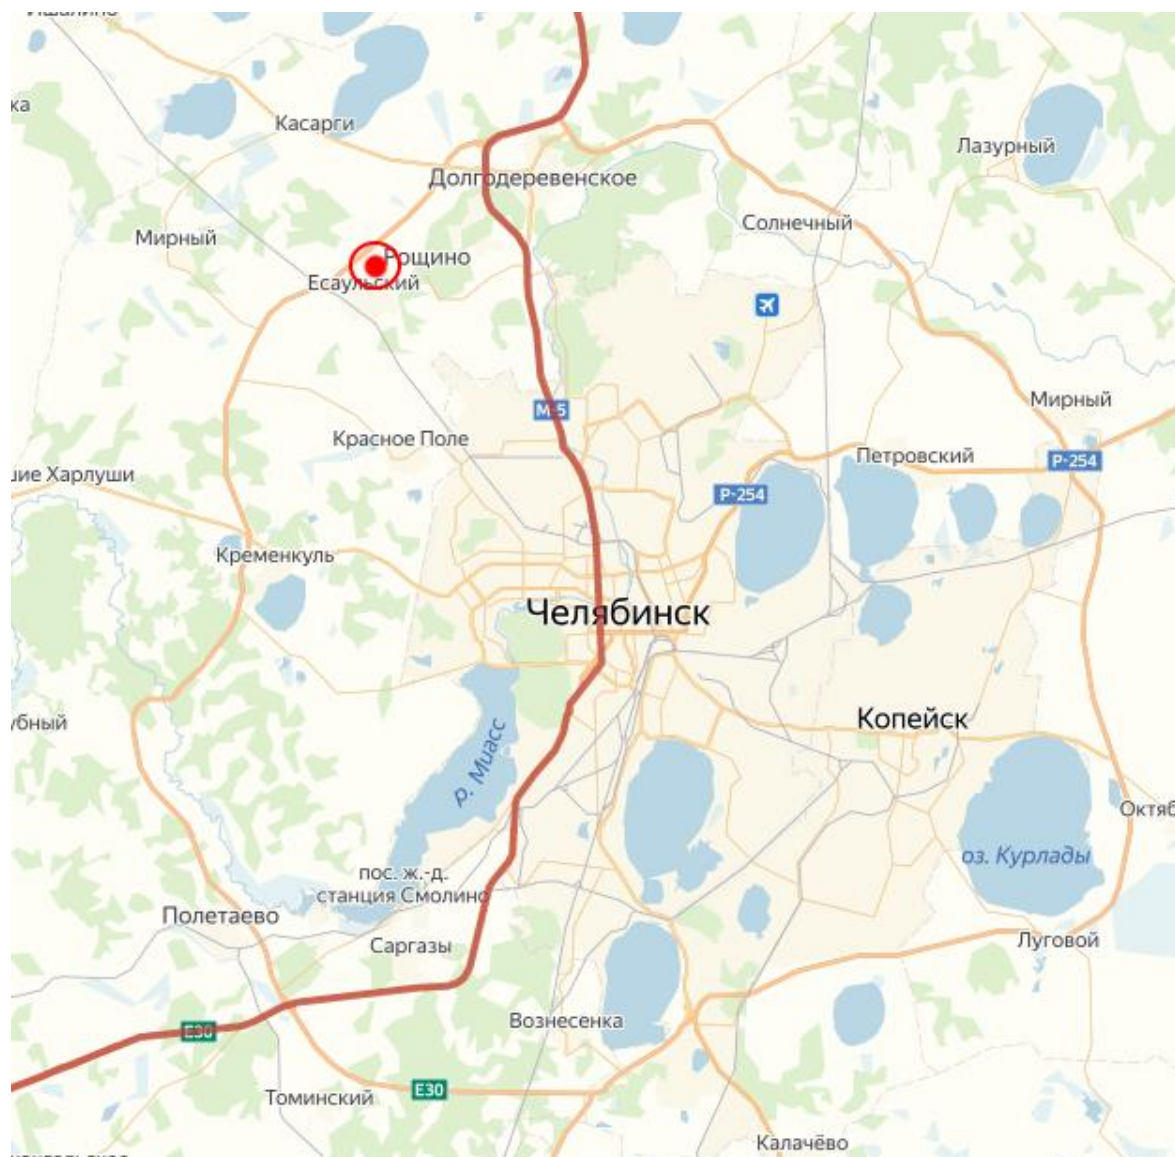 Касарги
Лазурный
Долгодеревенское
Солнечный
Мирный
Рощино
Есаульский
Мирный
М-5
Красное Поле
Петровский
Р-254
Харлуши
Р-254
Кременкуль
Челябинск
Копейск
р. Миасс
оз. Курлады
пос. ж.-д.
станция Смолино
Полетаево
Саргазы
Луговой
Вознесенка
Е30
Е30
Томинский
Калачёво